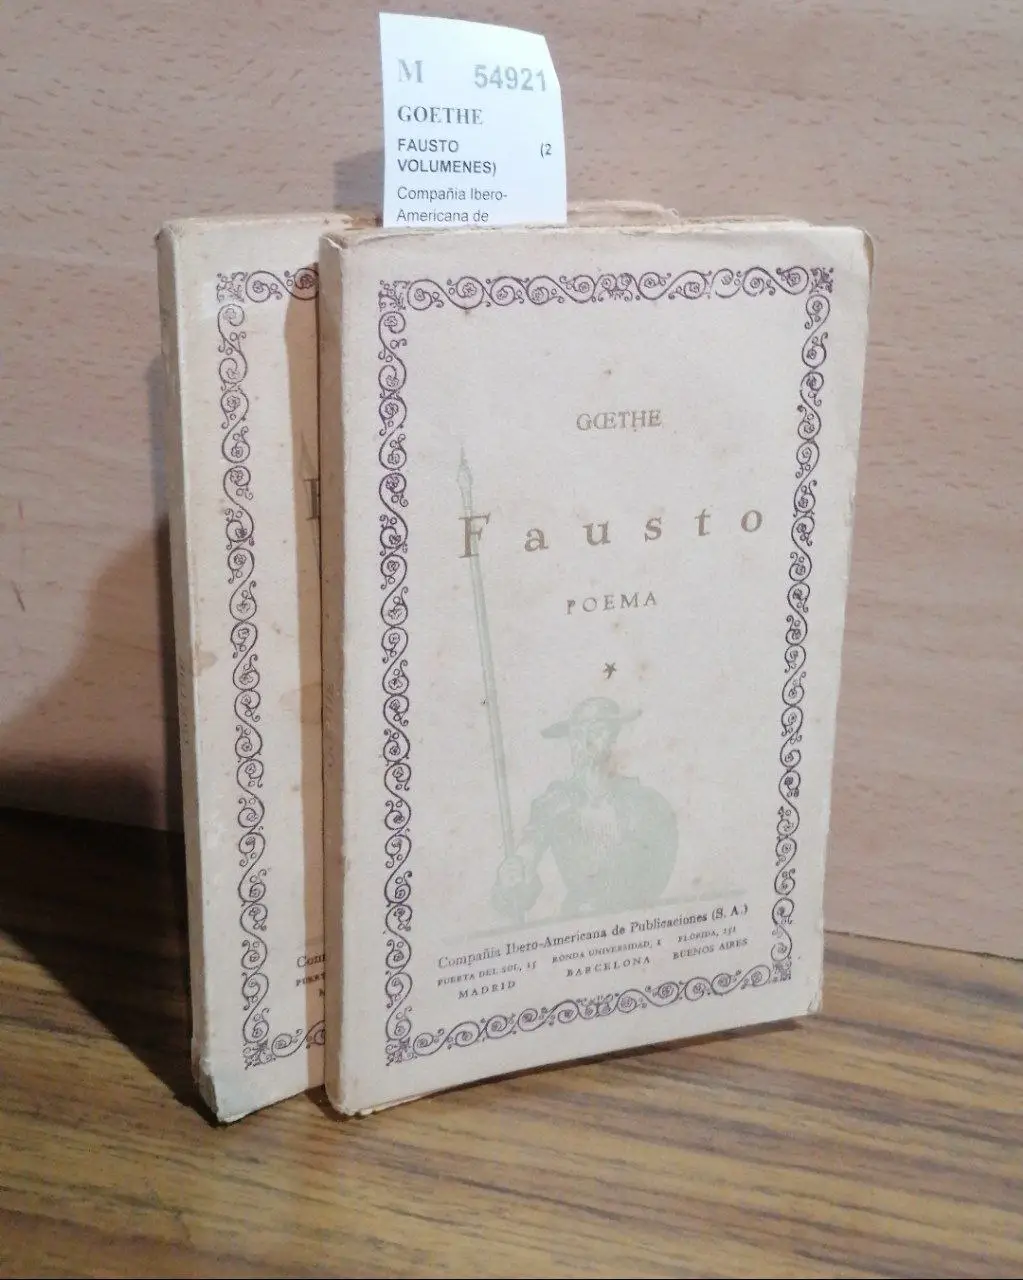 M 54921
GOETHE
FAUSTO (2
VOLUMENES)
Compañia Ibero-
Americana de
GŒTHE
Fausto
POEMA
Compañía Ibero-Americana de Publicaciones (S. A.)
PUERTA DEL SOL, 15 RONDA UNIVERSIDAD, 1 FLORIDA, 251
MADRID BARCELONA BUENOS AIRES